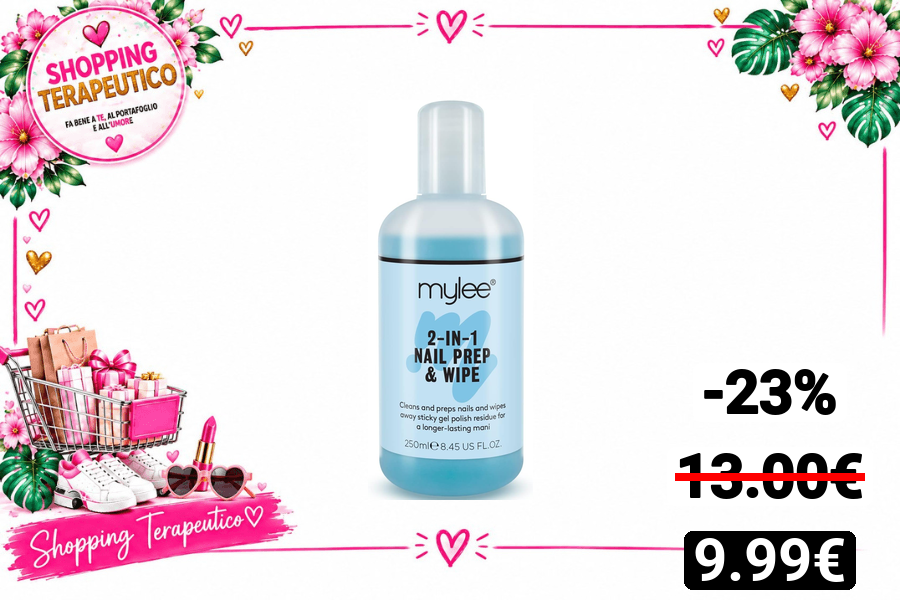 SHOPPING
TERAPEUTICO
FA BENE A TE, AL PORTAFOGLIO
E ALL'UMORE
mylee®
2-IN-1
NAIL PREP
& WIPE
Cleans and preps nails and wipes
away sticky gel polish residue for
a longer-lasting mani
250ml℮8.45 US FL.OZ.
-23%
13.00€
9.99€
Shopping Terapeutico